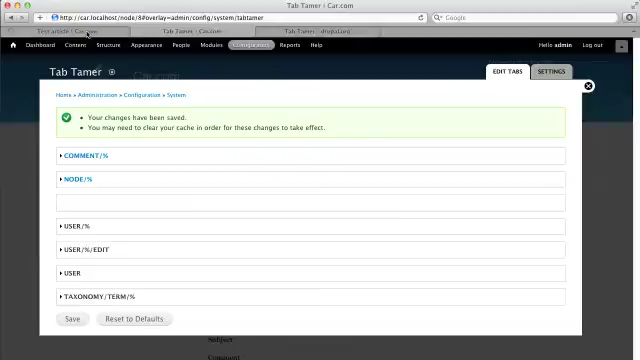 Tab Tamer | Car.com
http://car.localhost/node/8#overlay=admin/config/system/tabtamer
Google
Test article | Car.com
Tab Tamer | Car.com
Tab Tamer | drupal.org
Dashboard Content Structure Appearance People Modules Configuration Reports Help
Hello admin Log out
Car.com
Tab Tamer
EDIT TABS SETTINGS
Home » Administration » Configuration » System
Your changes have been saved.
You may need to clear your cache in order for these changes to take effect.
COMMENT/%
NODE/%
USER/%
USER/%/EDIT
USER
TAXONOMY/TERM/%
Save Reset to Defaults
Subject
Comment